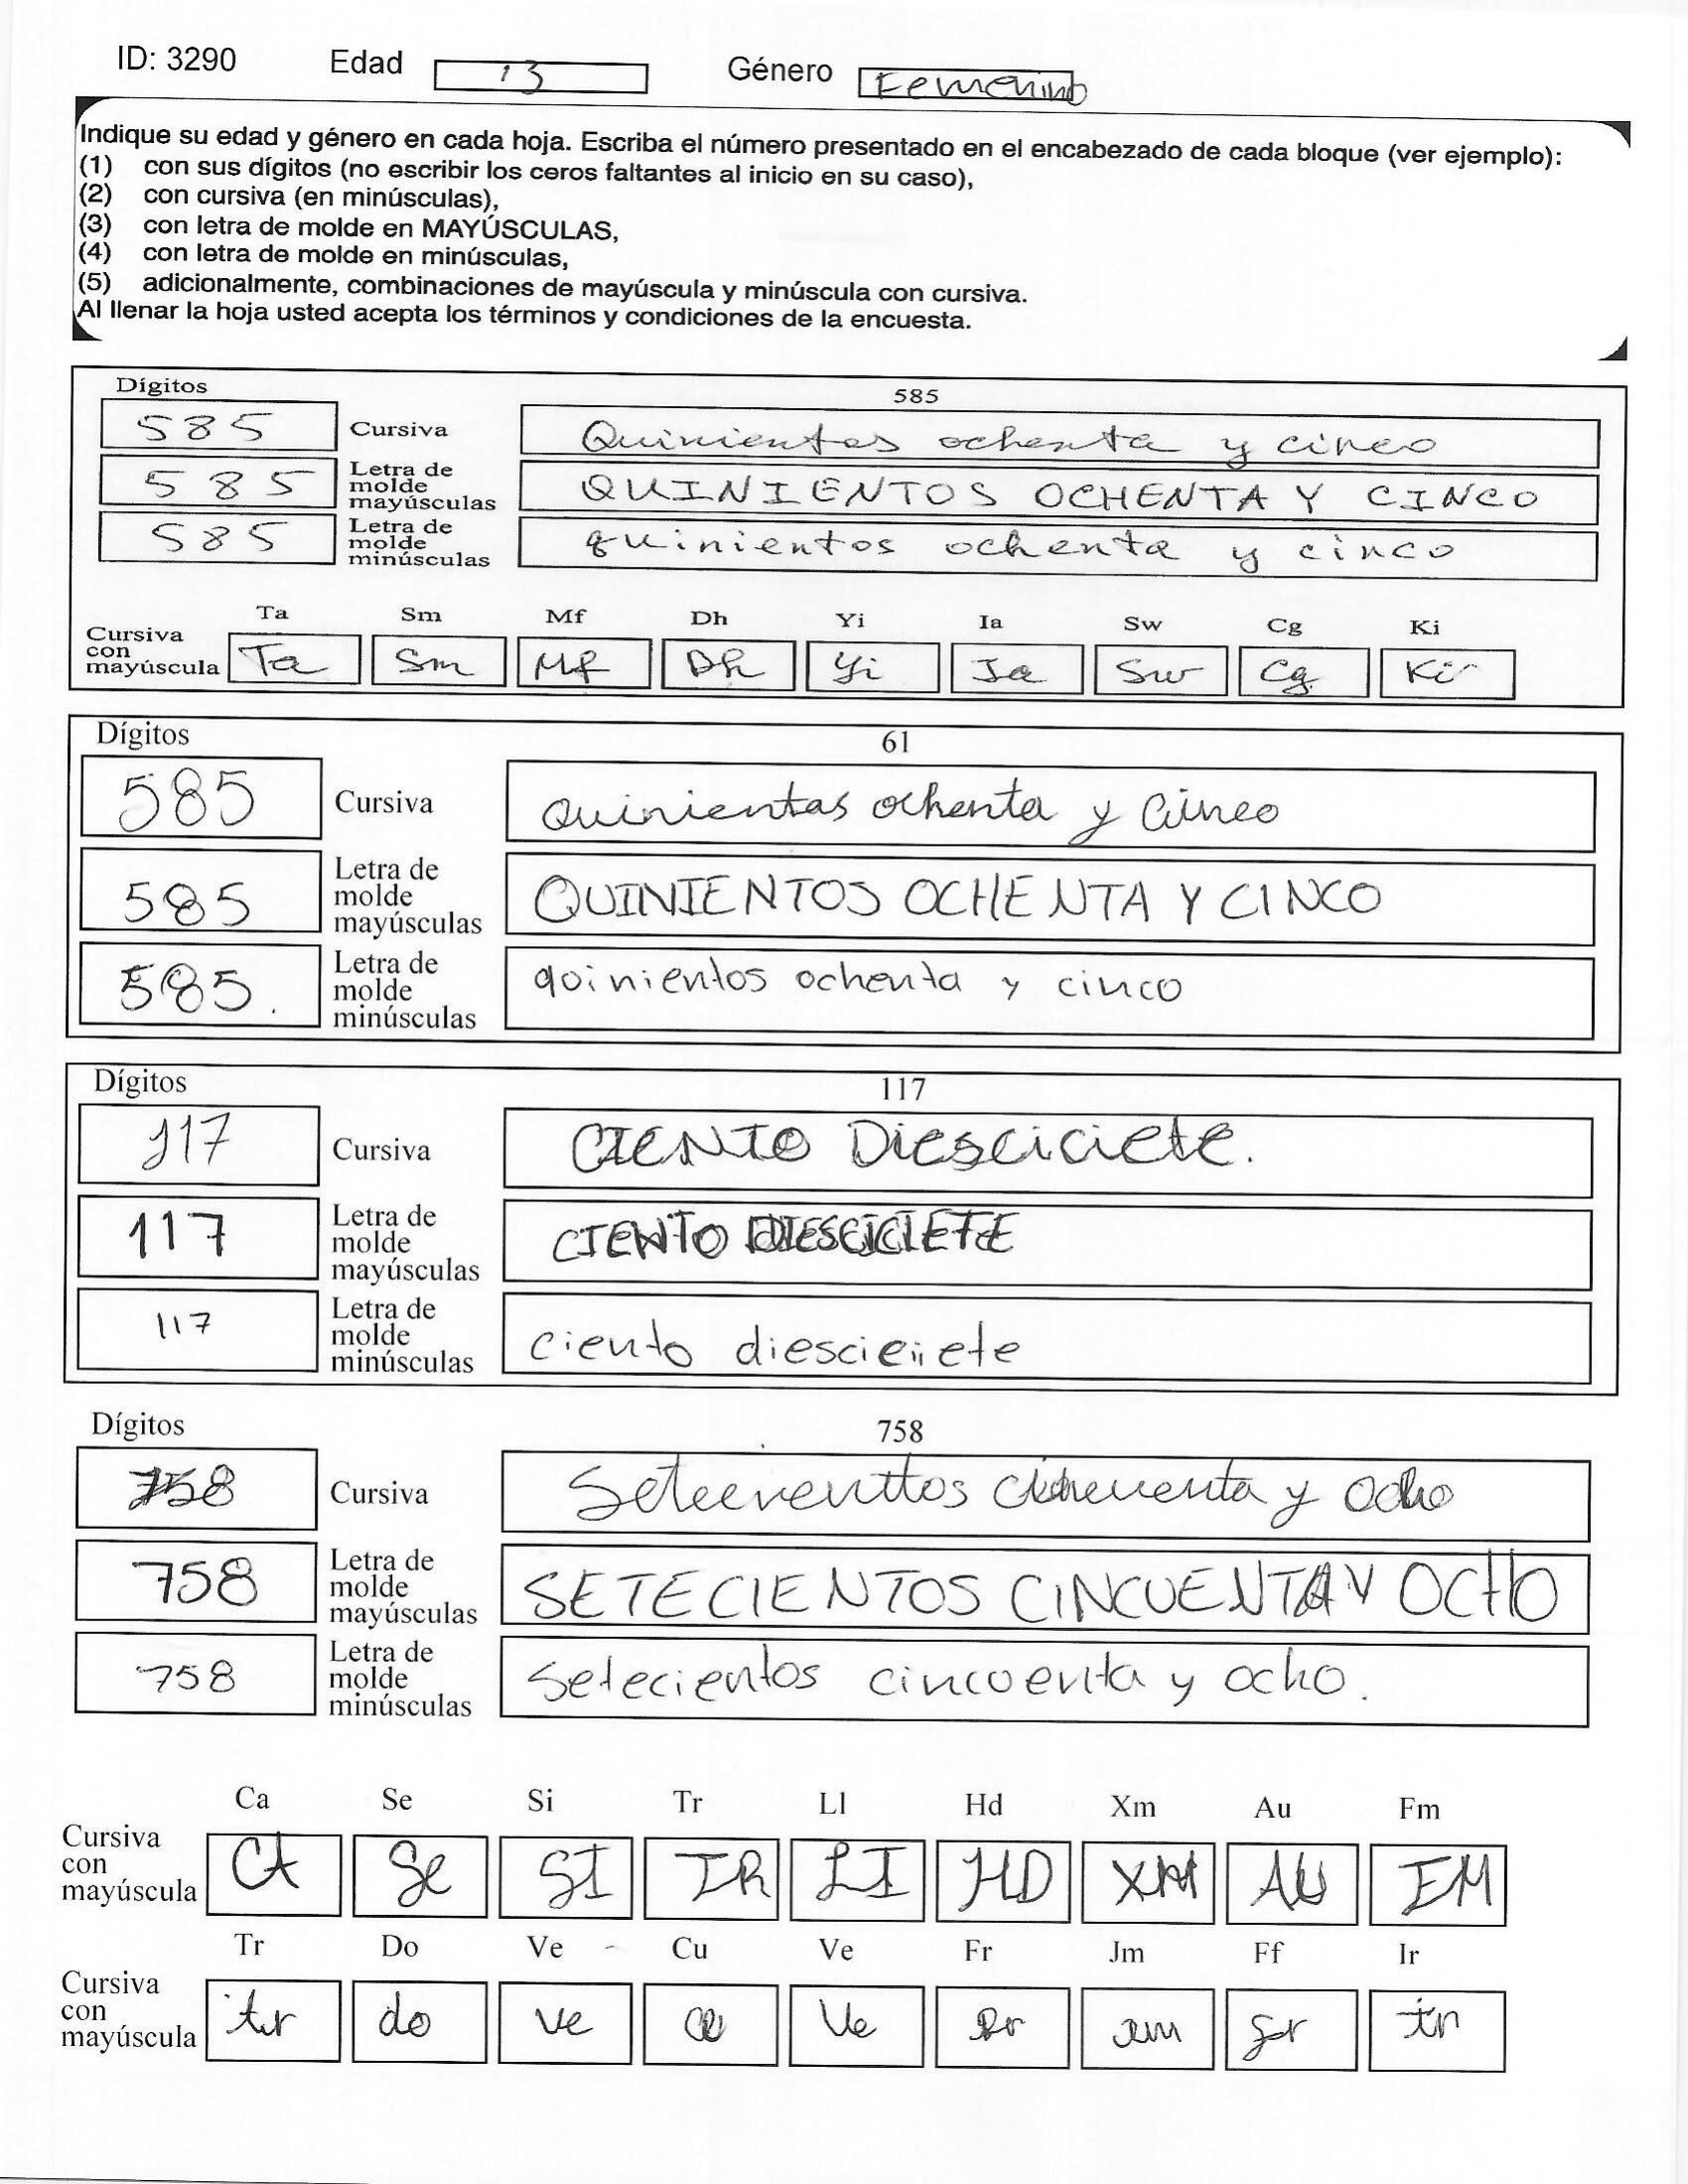 ID: 3290 Edad 13 Género Femenino
Indique su edad y género en cada hoja. Escriba el número presentado en el encabezado de cada bloque (ver ejemplo):
(1) con sus dígitos (no escribir los ceros faltantes al inicio en su caso),
(2) con cursiva (en minúsculas),
(3) con letra de molde en MAYÚSCULAS,
(4) con letra de molde en minúsculas,
(5) adicionalmente, combinaciones de mayúscula y minúscula con cursiva.
Al llenar la hoja usted acepta los términos y condiciones de la encuesta.
Dígitos 585
585 Cursiva Quinientos ochenta y cinco
585 Letra de molde mayúsculas QUINIENTOS OCHENTA Y CINCO
585 Letra de molde minúsculas quinientos ochenta y cinco
Ta Sm Mf Dh Yi Ia Sw Cg Ki
Cursiva con mayúscula Ta Sm Mf Dh Yi Ia Sw Cg Ki
Dígitos 61
585 Cursiva Quinientas ochenta y Cinco
585 Letra de molde mayúsculas QUINIENTOS OCHENTA Y CINCO
585. Letra de molde minúsculas qoinientos ochenta y cinco
Dígitos 117
117 Cursiva CIENTO Diesciciete.
117 Letra de molde mayúsculas CIENTO DIESCICIETE
117 Letra de molde minúsculas ciento
Dígitos 758
758 Cursiva y Ocho
758 Letra de molde mayúsculas SETECIENTOS CINCUENTA Y OCHO
758 Letra de molde minúsculas Setecientos cincoenta y ocho.
Ca Se Si Tr Ll Hd Xm Au Fm
Cursiva con mayúscula CA Se SI TR LI HD XM AU FM
Tr Do Ve Cu Ve Fr Jm Ff Ir
Cursiva con mayúscula tr do ve Ve